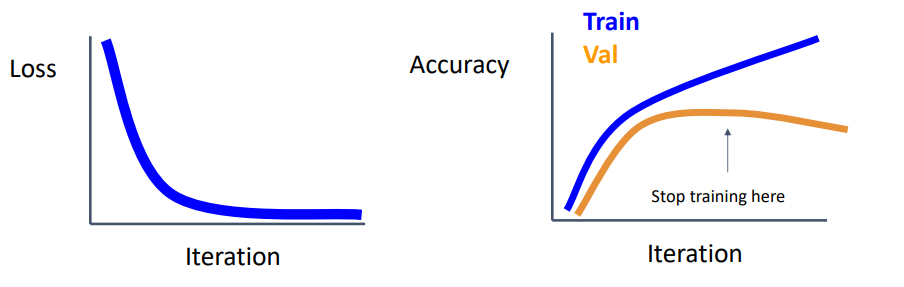 Loss
Iteration
Train
Val
Accuracy
Stop training here
Iteration